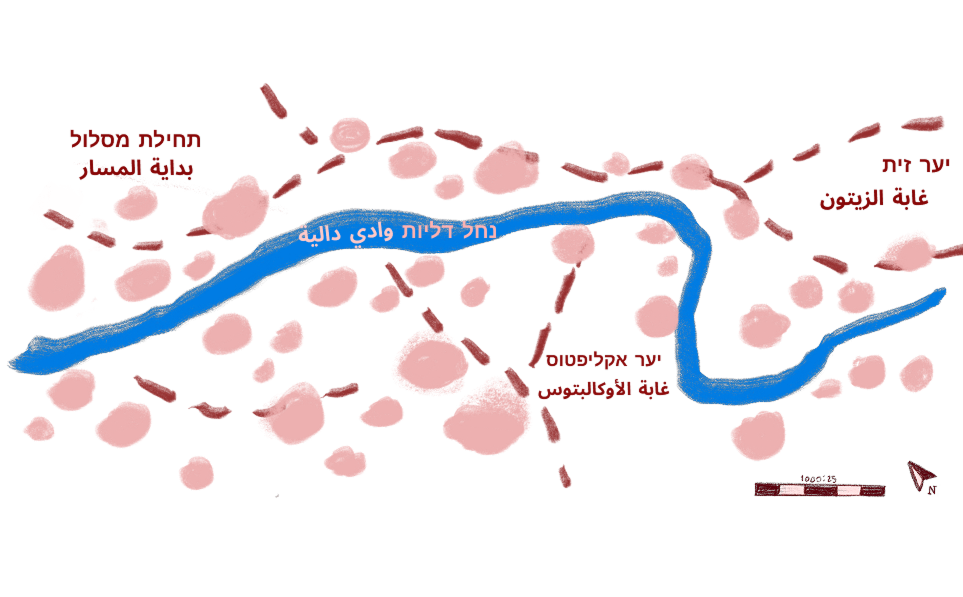 תחילת מסלול
بداية المسار
יער זית
غابة الزيتون
נחל דליות وادي دالية
יער אקליפטוס
غابة الأوكالبتوس
1000:25
N